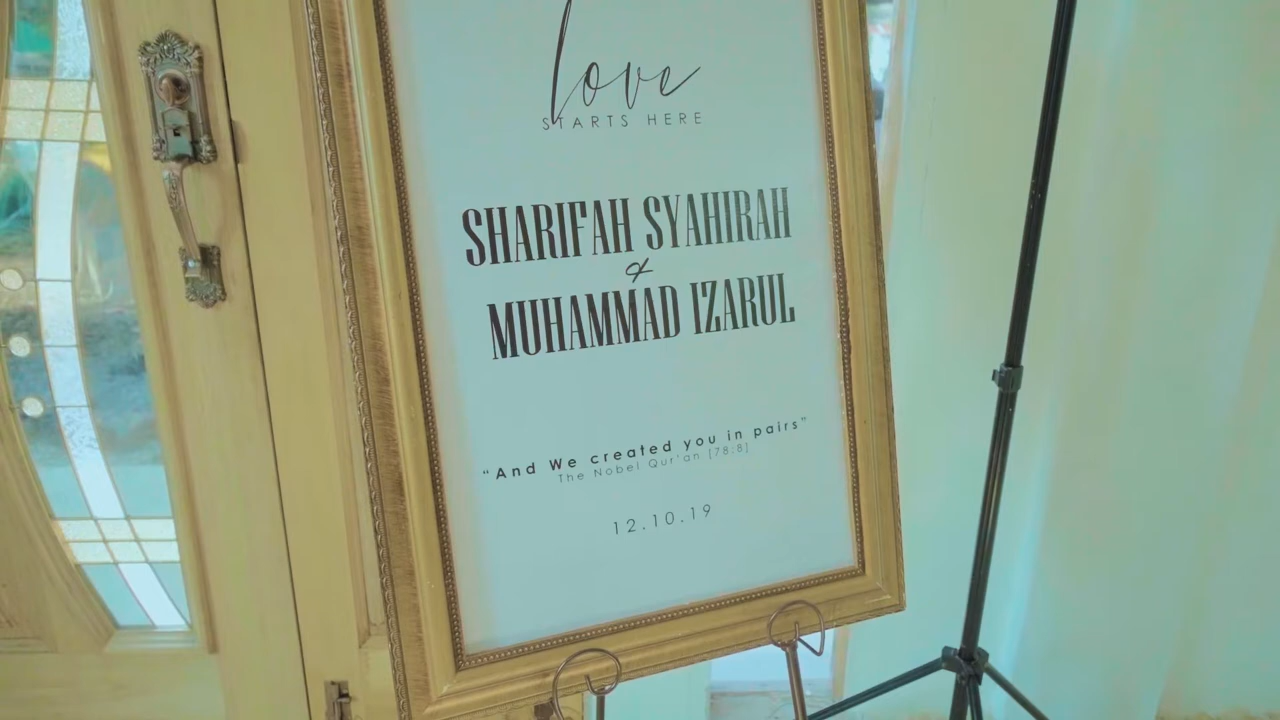 love
STARTS HERE
SHARIFAH SYAHIRAH
&
MUHAMMAD IZARUL
“And We created you in pairs”
The Nobel Qur'an [78:8]
12.10.19